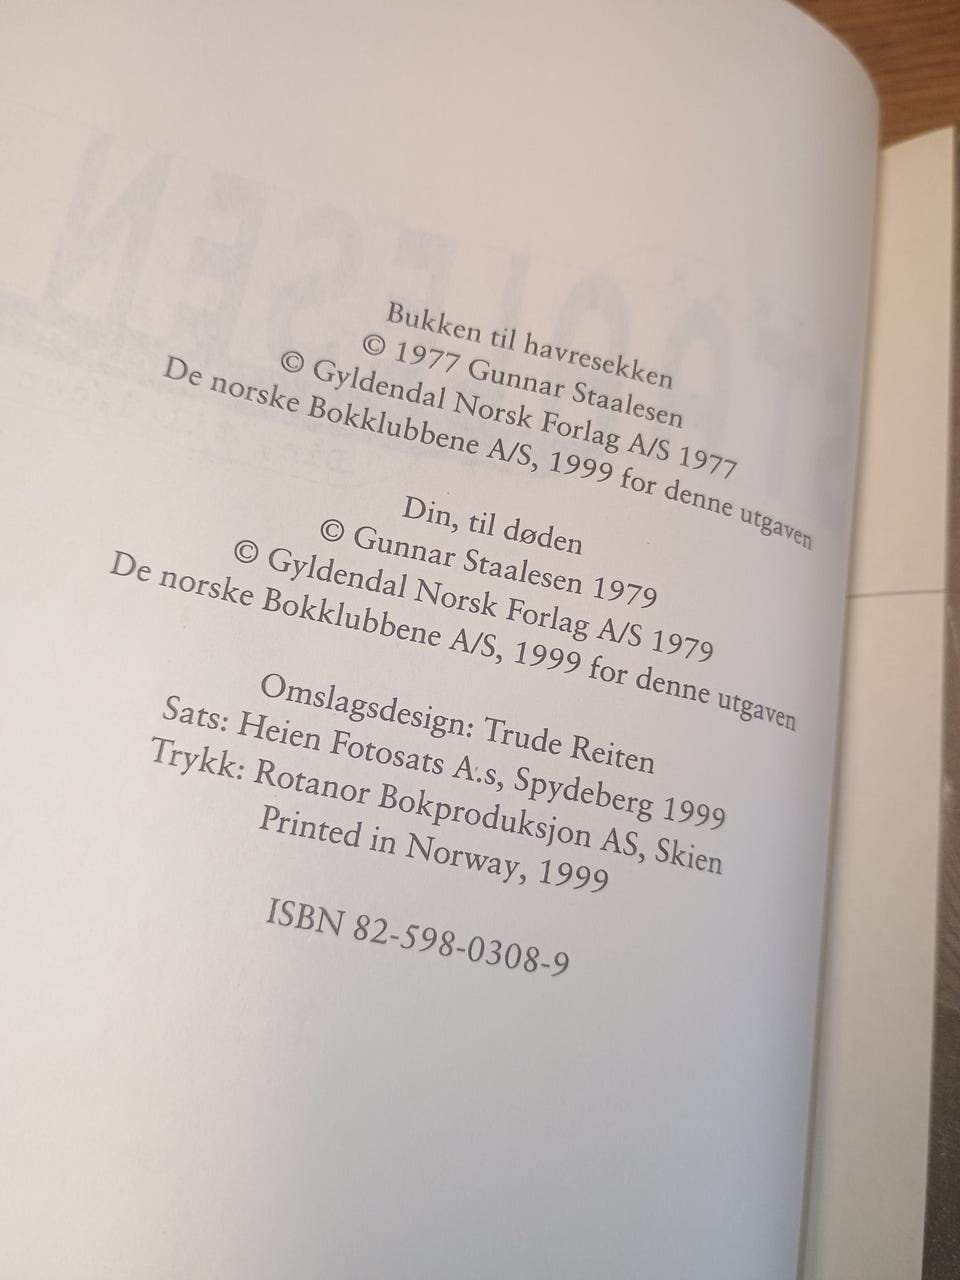 Bukken til havresekken
© 1977 Gunnar Staalesen
© Gyldendal Norsk Forlag A/S 1977
De norske Bokklubbene A/S, 1999 for denne utgaven
Din, til døden
© Gunnar Staalesen 1979
© Gyldendal Norsk Forlag A/S 1979
De norske Bokklubbene A/S, 1999 for denne utgaven
Omslagsdesign: Trude Reiten
Sats: Heien Fotosats A.s, Spydeberg 1999
Trykk: Rotanor Bokproduksjon AS, Skien
Printed in Norway, 1999
ISBN 82-598-0308-9